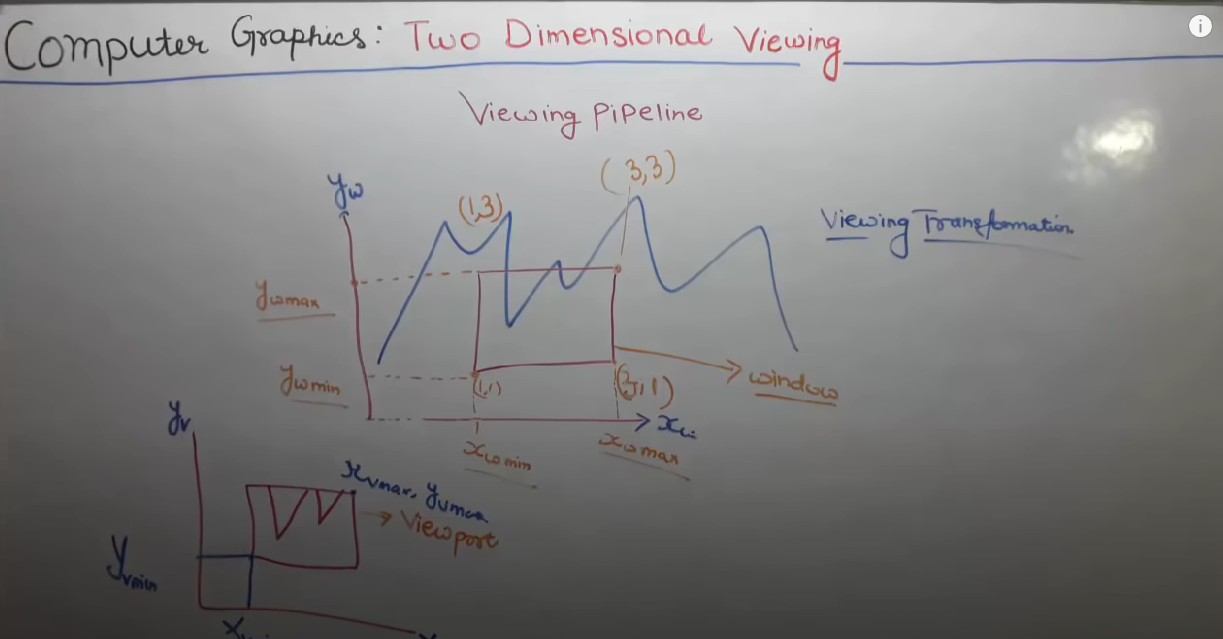 Computer Graphics: Two Dimensional Viewing
Viewing Pipeline
yw
(1,3)
(3,3)
Viewing Transformation
ywmax
ywmin
(1,1)
(3,1)
window
xwmin
xwmax
yv
xvmax, yvmax
Viewport
yvmin